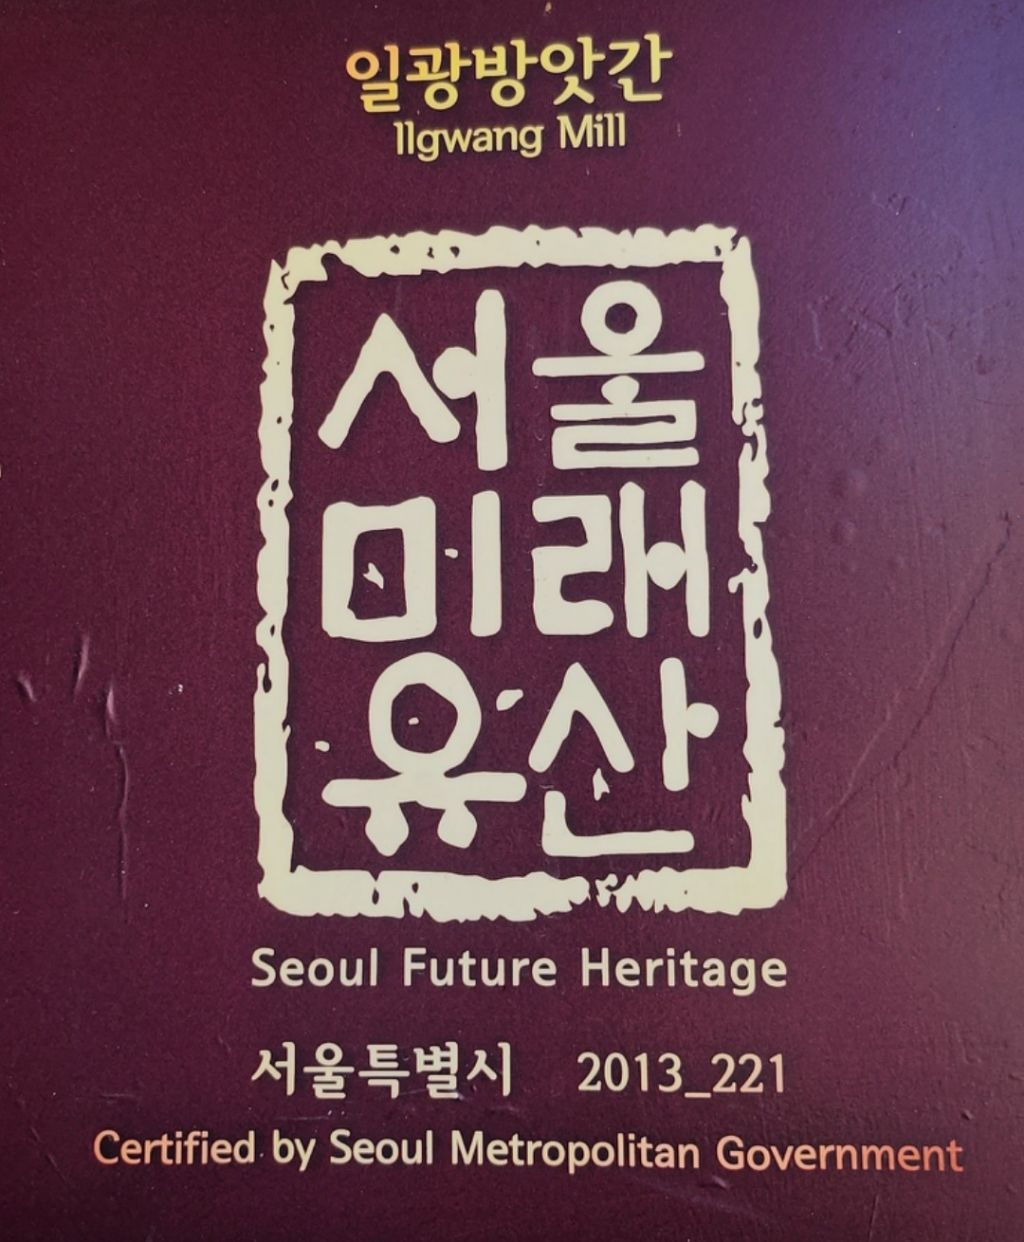 일광방앗간
Ilgwang Mill
서울
미래
유산
Seoul Future Heritage
서울특별시 2013_221
Certified by Seoul Metropolitan Government